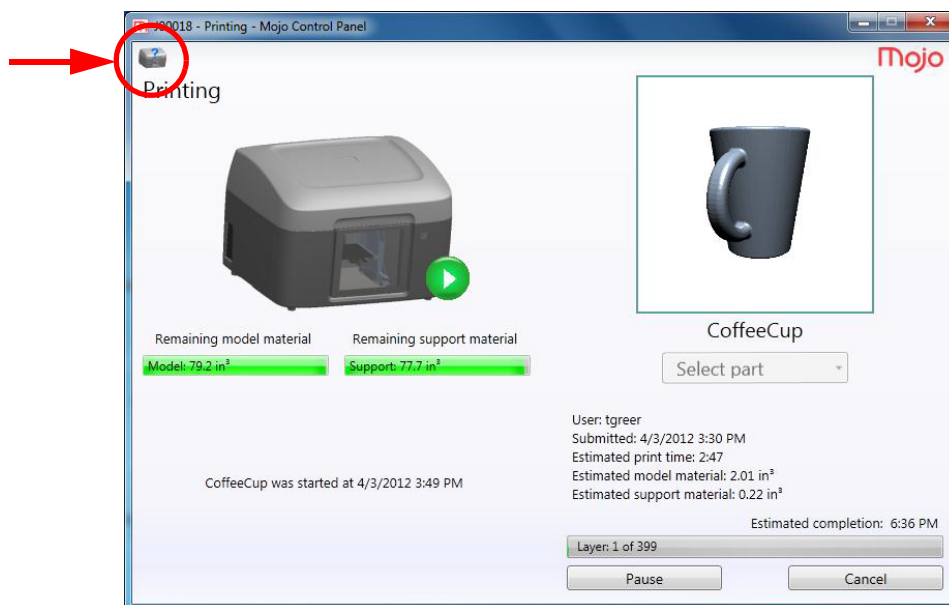 J00018 - Printing - Mojo Control Panel
mojo
Printing
Remaining model material
Remaining support material
Model: 79.2 in³
Support: 77.7 in³
CoffeeCup was started at 4/3/2012 3:49 PM
CoffeeCup
Select part
User: tgreer
Submitted: 4/3/2012 3:30 PM
Estimated print time: 2:47
Estimated model material: 2.01 in³
Estimated support material: 0.22 in³
Estimated completion: 6:36 PM
Layer: 1 of 399
Pause
Cancel